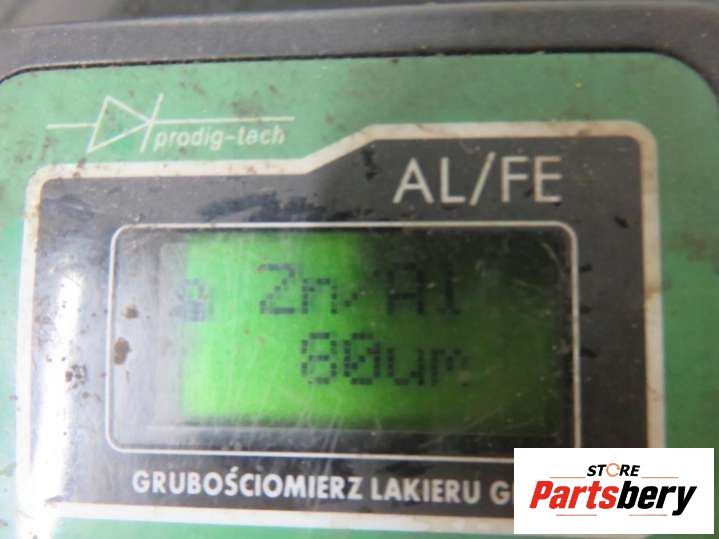 prodig-tech
AL/FE
Zn/Al
80um
GRUBOŚCIOMIERZ LAKIERU
STORE
Partsbery